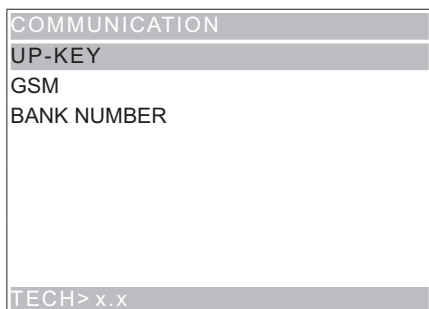 COMMUNICATION
UP-KEY
GSM
BANK NUMBER
TECH> x.x